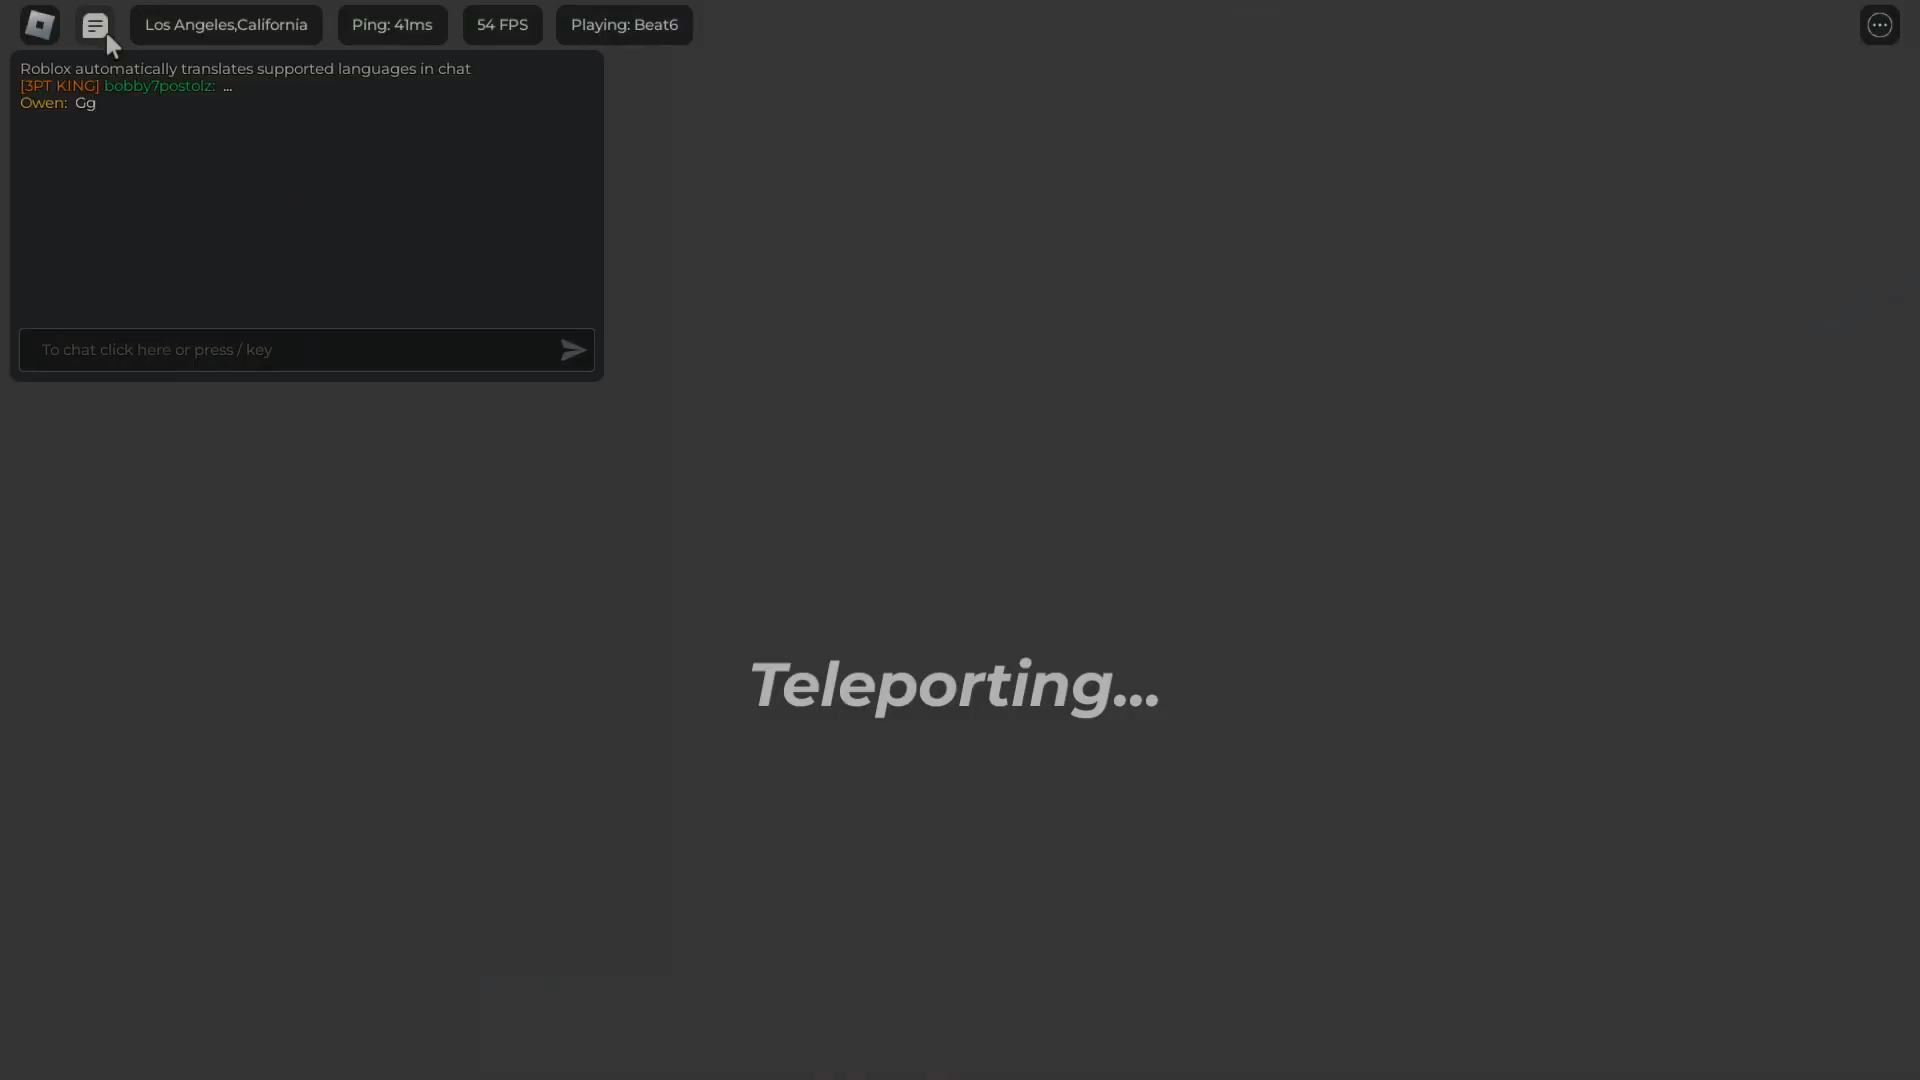 Los Angeles,California
Ping: 41ms
54 FPS
Playing: Beat6
Roblox automatically translates supported languages in chat
[3PT KING] bobby7postolz: ...
Owen: Gg
To chat click here or press / key
Teleporting...